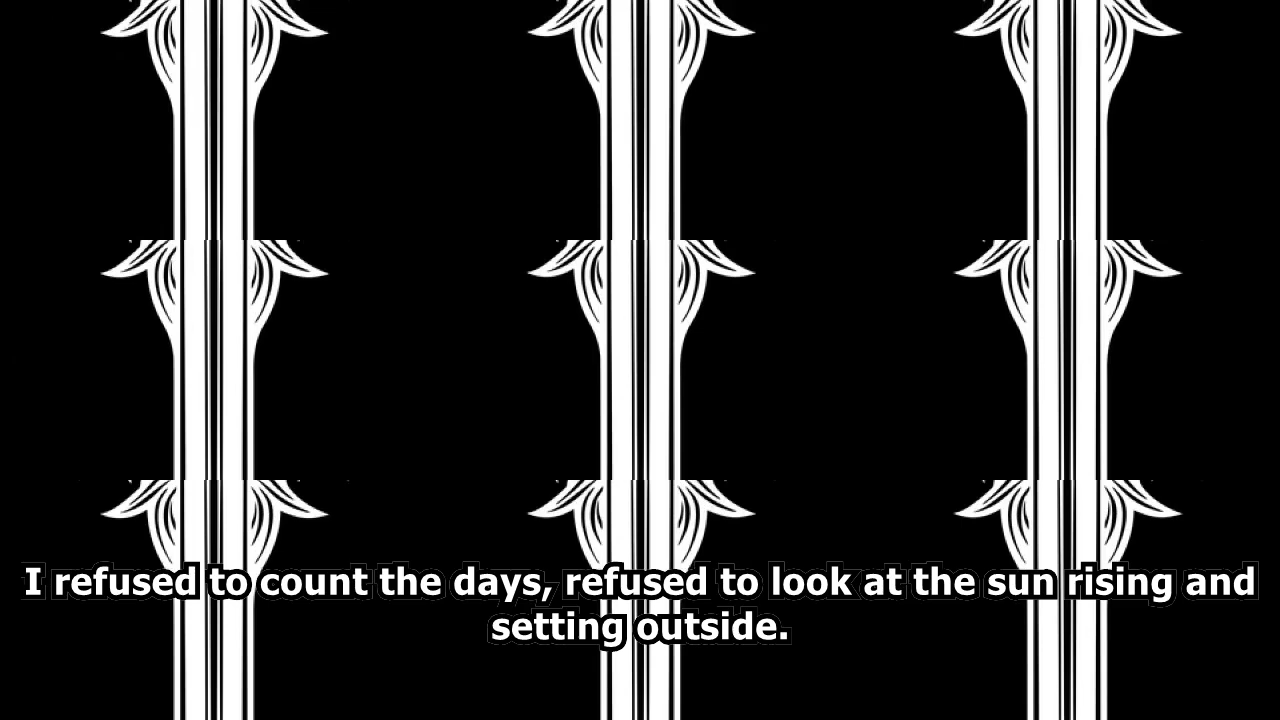 I refused to count the days, refused to look at the sun rising and
setting outside.